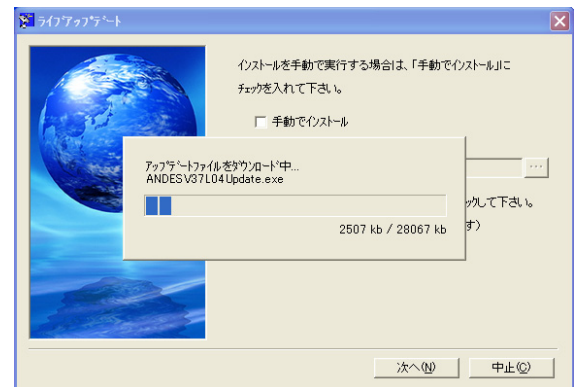 ライブアップデート
インストールを手動で実行する場合は、「手動でインストール」に
チェックを入れて下さい。
手動でインストール
アップデートファイルをダウンロード中...
ANDESV37L04Update.exe
2507 kb / 28067 kb
...
ックして下さい。
す)
次へ(N)
中止(C)